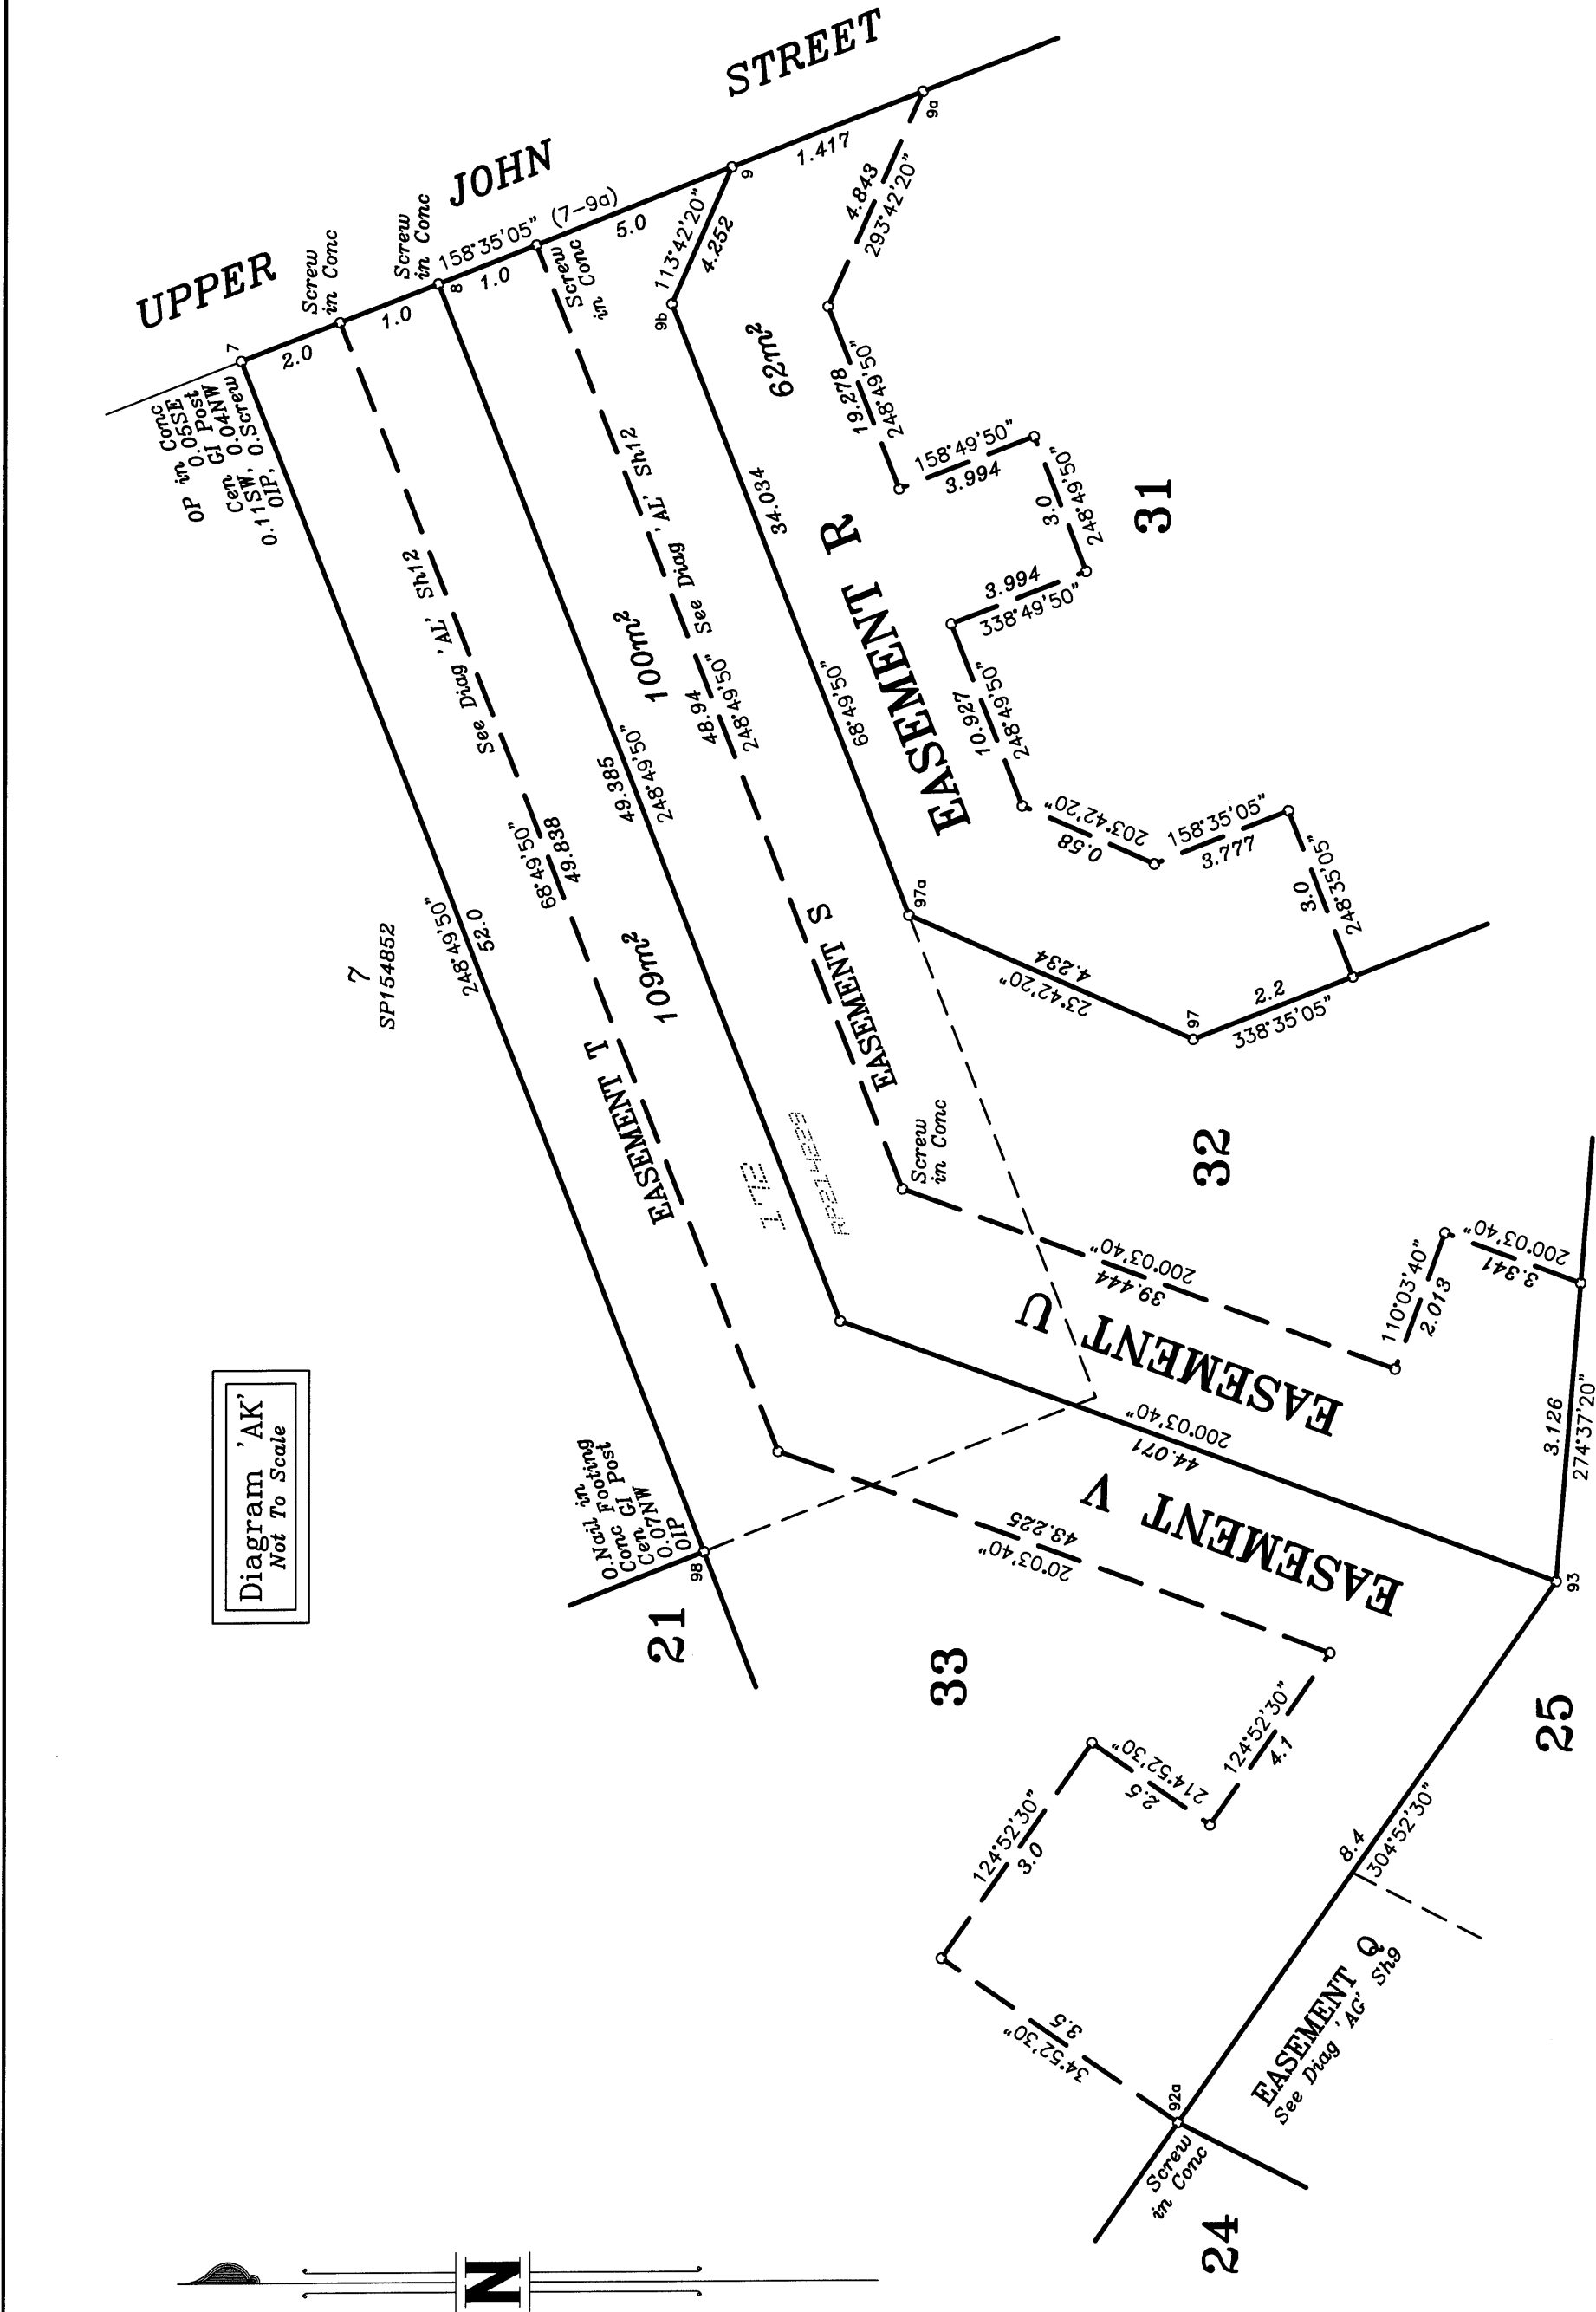 UPPER
JOHN
STREET
Diagram 'AK'
Not To Scale
OP in Conc
0.05SE
Cen GI Post
0.11SW, 0.04NW
OIP, O.Screw
7
2.0
Screw
in Conc
1.0
Screw
in Conc
8
1.0
158°35'05" (7-9a)
Screw
in Conc
5.0
9
1.417
9a
113°42'20"
4.252
9b
4.843
293°42'20"
62m²
19.278
248°49'50"
158°49'50"
3.994
3.0
248°49'50"
31
3.994
338°49'50"
10.927
248°49'50"
203°42'20"
0.58
158°35'05"
3.777
3.0
248°35'05"
EASEMENT R
34.034
68°49'50"
97a
4.234
23°42'20"
97
2.2
338°35'05"
See Diag 'AL' Sh12
See Diag 'AL' Sh12
100m²
48.94
248°49'50"
49.385
248°49'50"
68°49'50"
49.838
109m²
7
SP154852
248°49'50"
52.0
EASEMENT T
EASEMENT S
172
RP214229
Screw
in Conc
32
39.444
200°03'40"
EASEMENT U
110°03'40"
2.013
200°03'40"
3.341
3.126
274°37'20"
44.071
200°03'40"
EASEMENT V
93
O.Nail in
Conc Footing
Cen GI Post
0.07NW
OIP
98
21
33
43.225
20°03'40"
124°52'30"
4.1
214°52'30"
2.5
124°52'30"
3.0
34°52'30"
3.5
8.4
304°52'30"
25
EASEMENT Q
See Diag 'AG' Sh9
92a
Screw
in Conc
24
N